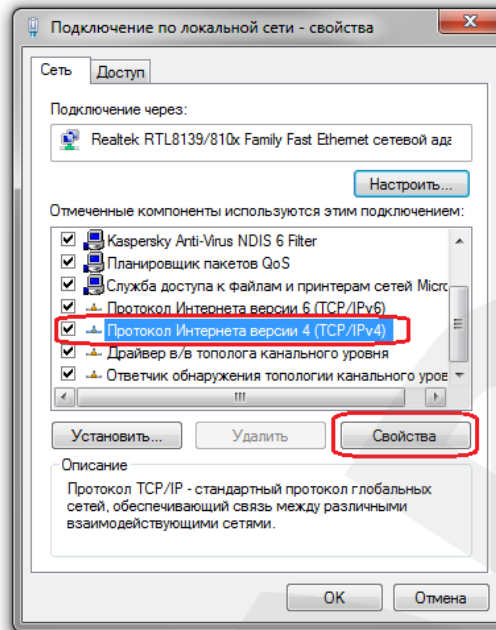 Подключение по локальной сети - свойства
Сеть Доступ
Подключение через:
Realtek RTL8139/810x Family Fast Ethernet сетевой ада
Настроить...
Отмеченные компоненты используются этим подключением:
Kaspersky Anti-Virus NDIS 6 Filter
Планировщик пакетов QoS
Служба доступа к файлам и принтерам сетей Micro
Протокол Интернета версии 6 (TCP/IPv6)
Протокол Интернета версии 4 (TCP/IPv4)
Драйвер в/в тополога канального уровня
Ответчик обнаружения топологии канального уров
Установить... Удалить Свойства
Описание
Протокол TCP/IP - стандартный протокол глобальных
сетей, обеспечивающий связь между различными
взаимодействующими сетями.
OK Отмена